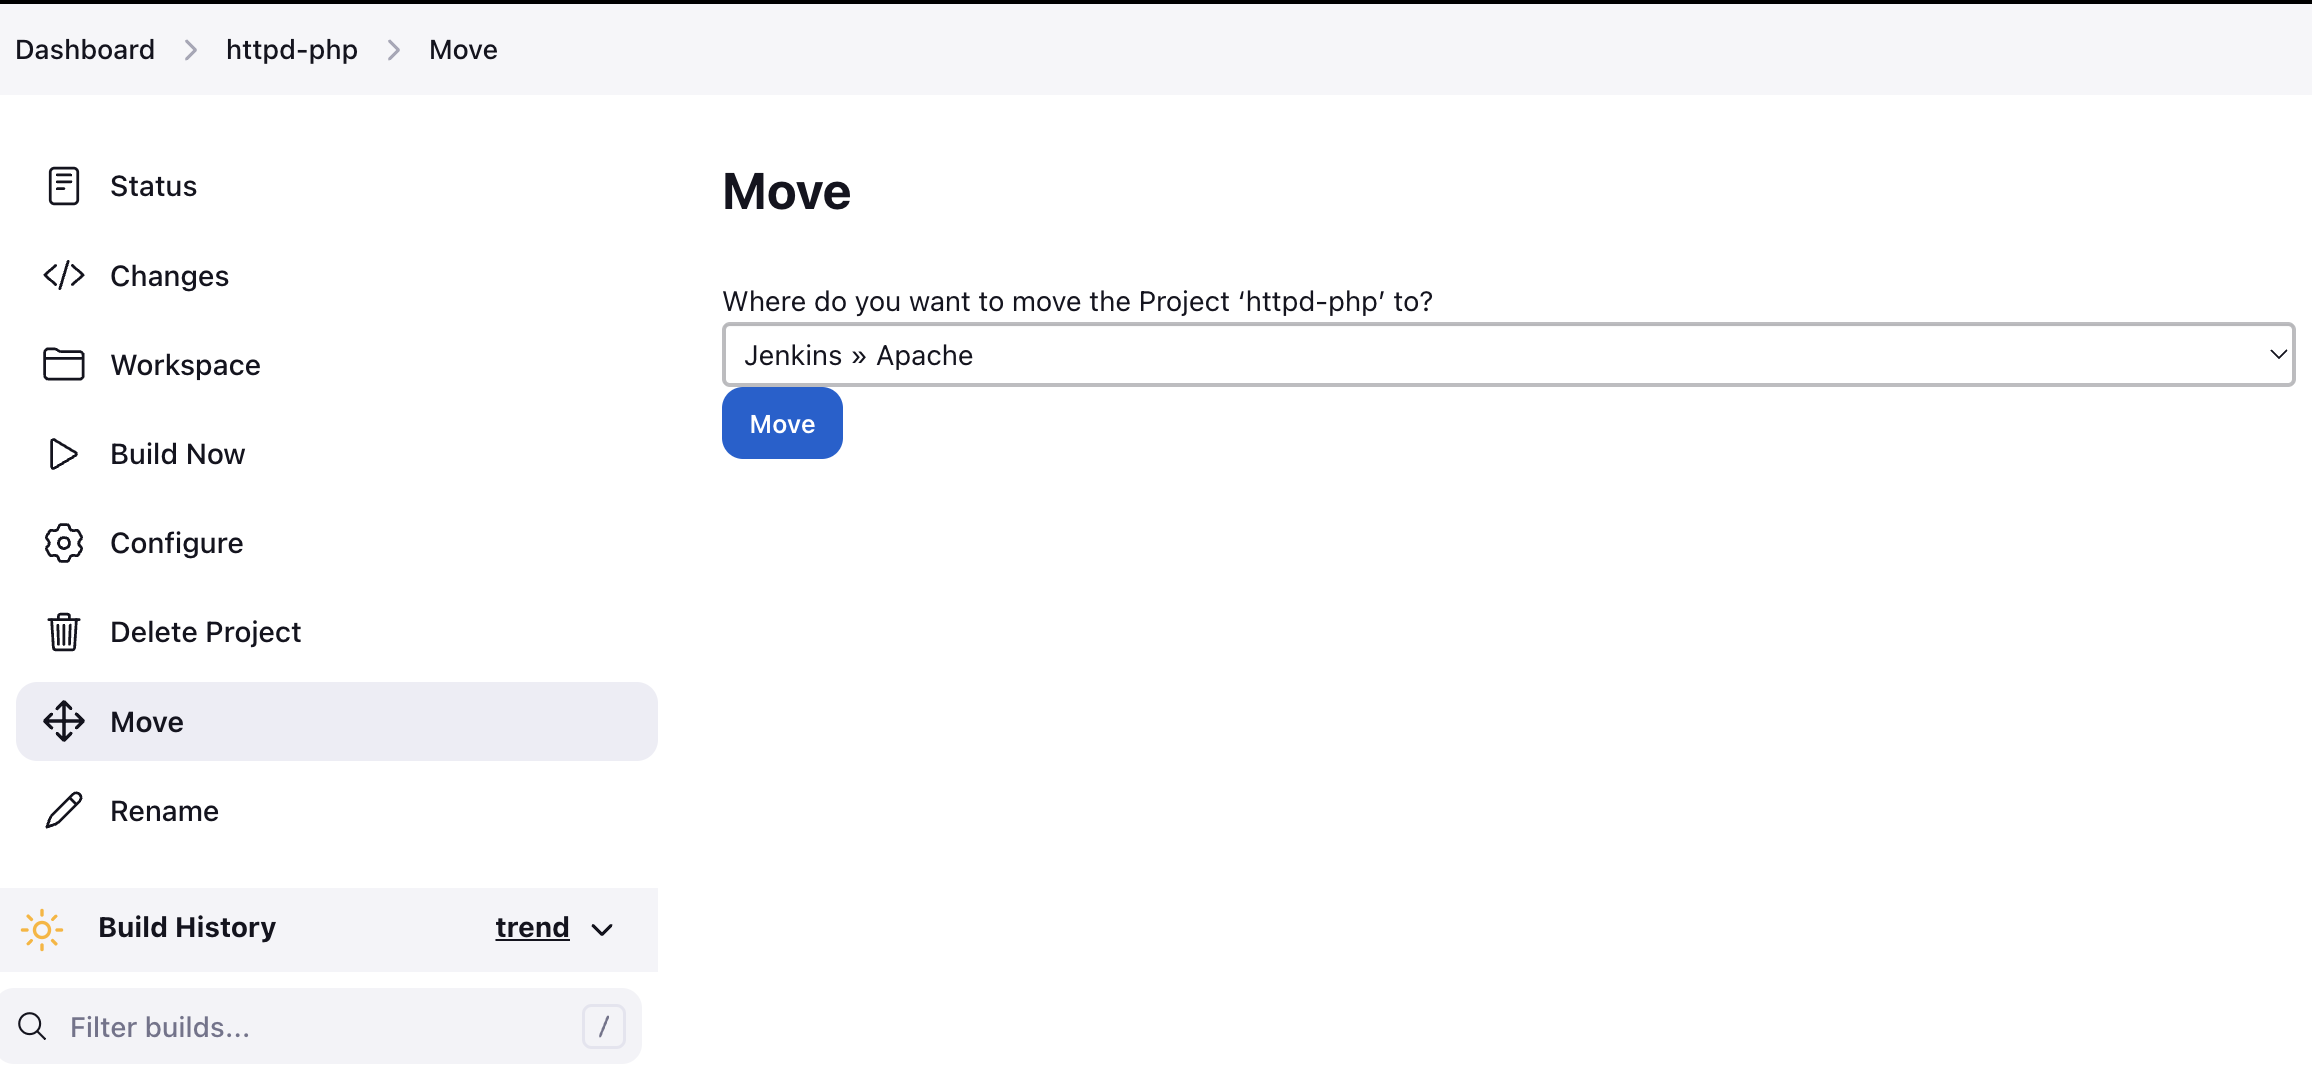 Dashboard > httpd-php > Move
Status
Changes
Workspace
Build Now
Configure
Delete Project
Move
Rename
Build History trend
Filter builds...
/
Move
Where do you want to move the Project ‘httpd-php’ to?
Jenkins » Apache
Move